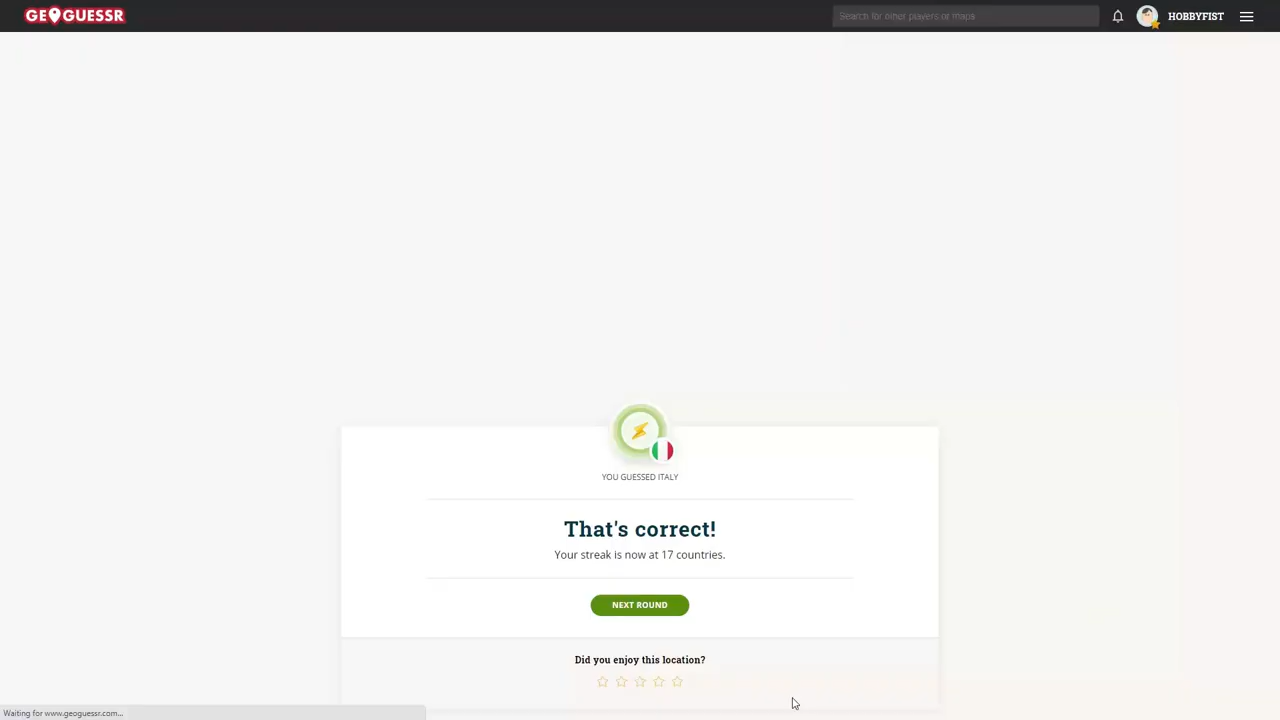 GEOGUESSR
Search for other players or maps
HOBBYFIST
YOU GUESSED ITALY
That's correct!
Your streak is now at 17 countries.
NEXT ROUND
Did you enjoy this location?
Waiting for www.geoguessr.com...